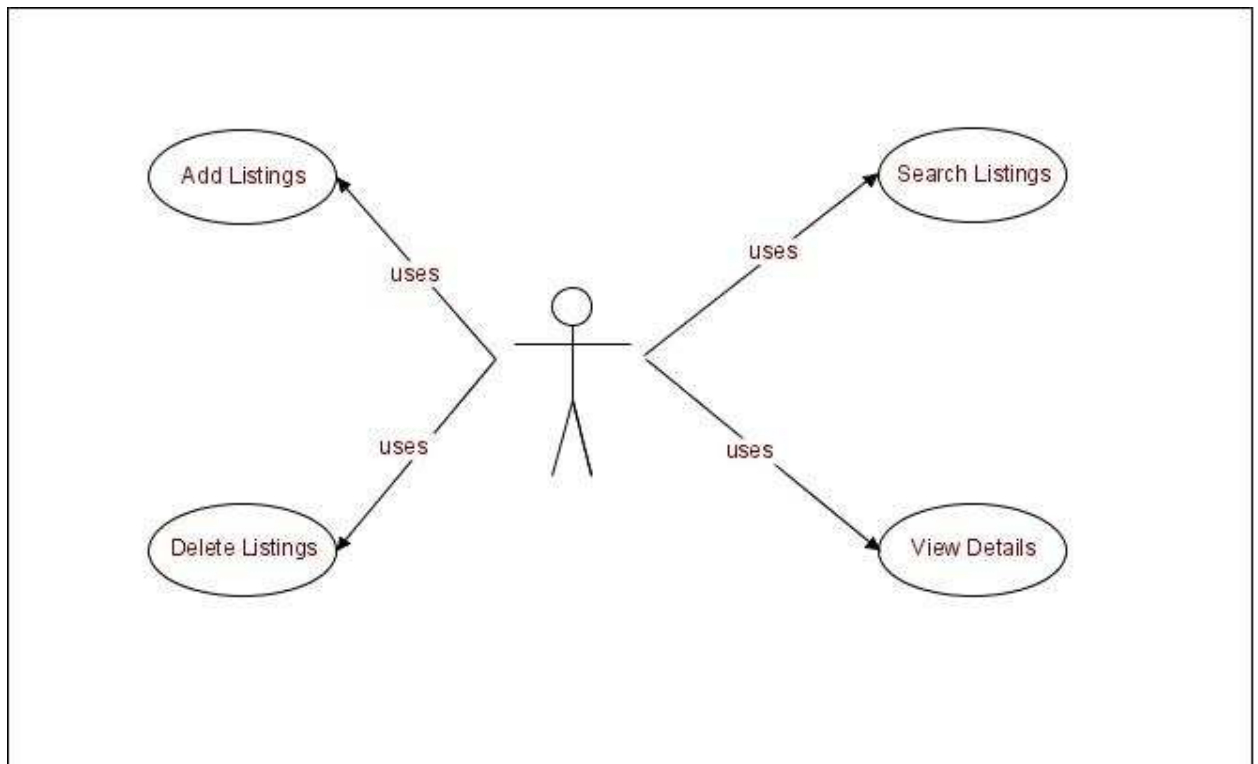 Add Listings
Search Listings
uses
uses
uses
uses
Delete Listings
View Details